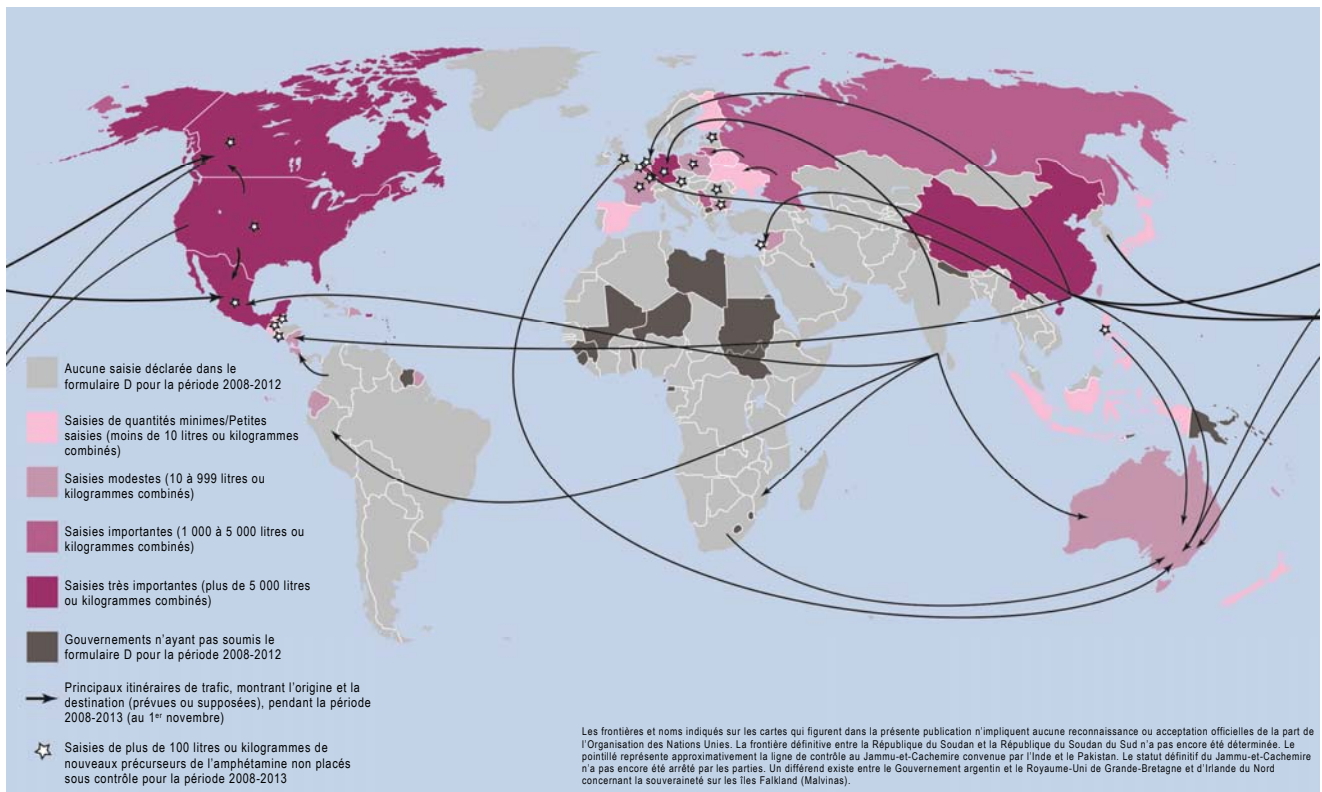 Aucune saisie déclarée dans le
formulaire D pour la période 2008-2012
Saisies de quantités minimes/Petites
saisies (moins de 10 litres ou kilogrammes
combinés)
Saisies modestes (10 à 999 litres ou
kilogrammes combinés)
Saisies importantes (1 000 à 5 000 litres ou
kilogrammes combinés)
Saisies très importantes (plus de 5 000 litres
ou kilogrammes combinés)
Gouvernements n'ayant pas soumis le
formulaire D pour la période 2008-2012
Principaux itinéraires de trafic, montrant l'origine et la
destination (prévues ou supposées), pendant la période
2008-2013 (au 1er novembre)
Saisies de plus de 100 litres ou kilogrammes de
nouveaux précurseurs de l'amphétamine non placés
sous contrôle pour la période 2008-2013
Les frontières et noms indiqués sur les cartes qui figurent dans la présente publication n'impliquent aucune reconnaissance ou acceptation officielles de la part de
l'Organisation des Nations Unies. La frontière définitive entre la République du Soudan et la République du Soudan du Sud n'a pas encore été déterminée. Le
pointillé représente approximativement la ligne de contrôle au Jammu-et-Cachemire convenue par l'Inde et le Pakistan. Le statut définitif du Jammu-et-Cachemire
n'a pas encore été arrêté par les parties. Un différend existe entre le Gouvernement argentin et le Royaume-Uni de Grande-Bretagne et d'Irlande du Nord
concernant la souveraineté sur les îles Falkland (Malvinas).